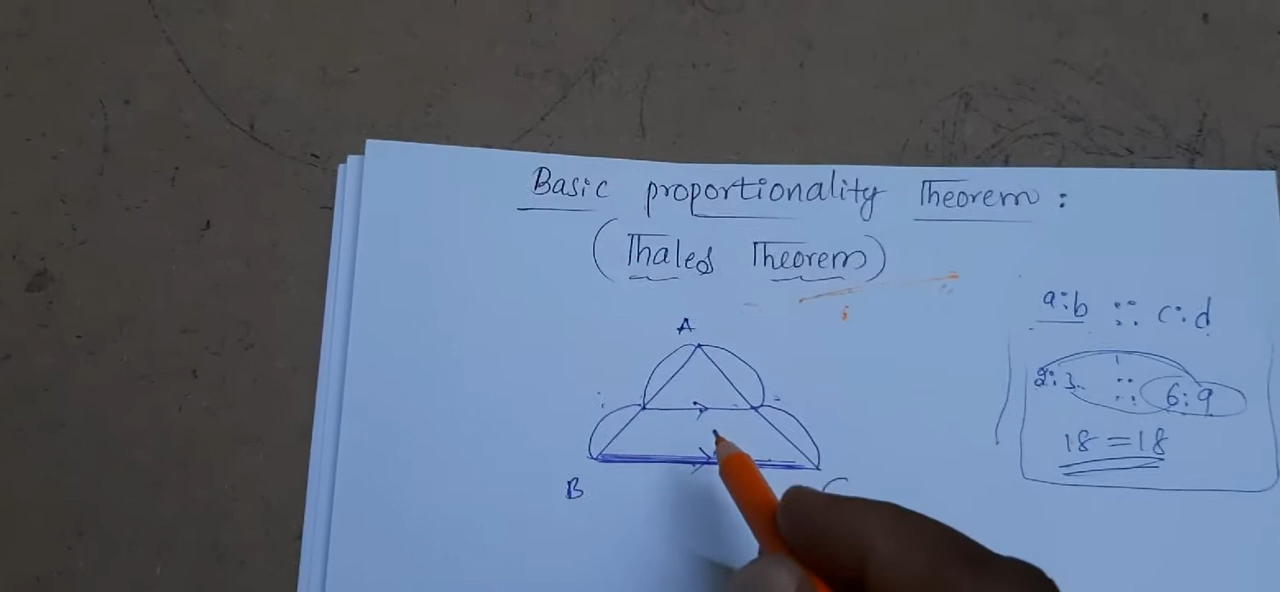 Basic proportionality Theorem :
(Thales Theorem)
a:b :: c:d
A
2:3 :: 6:9
18 = 18
B
C